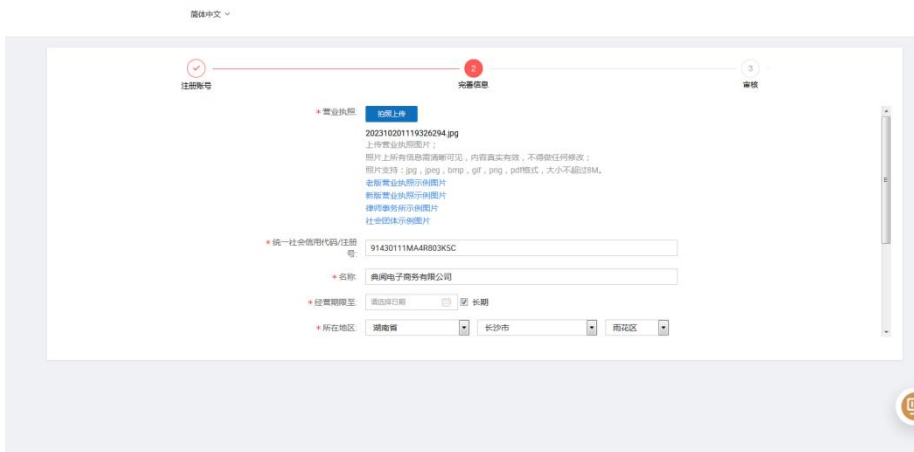 简体中文
注册账号
2
完善信息
3
审核
* 营业执照:
拍照上传
202310201119326294.jpg
上传营业执照图片；
照片上所有信息需清晰可见，内容真实有效，不得做任何修改；
照片支持：jpg，jpeg，bmp，gif，png，pdf格式，大小不超过8M。
老版营业执照示例图片
新版营业执照示例图片
律师事务所示例图片
社会团体示例图片
* 统一社会信用代码/注册
号:
91430111MA4R803K5C
* 名称:
典阅电子商务有限公司
* 经营期限至:
请选择日期
长期
* 所在地区:
湖南省
长沙市
雨花区